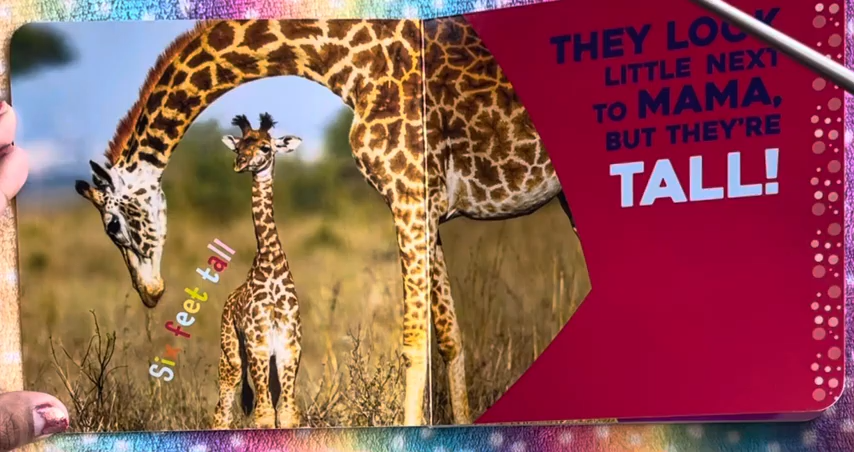 Six feet tall
THEY LOOK
LITTLE NEXT
TO MAMA,
BUT THEY'RE
TALL!